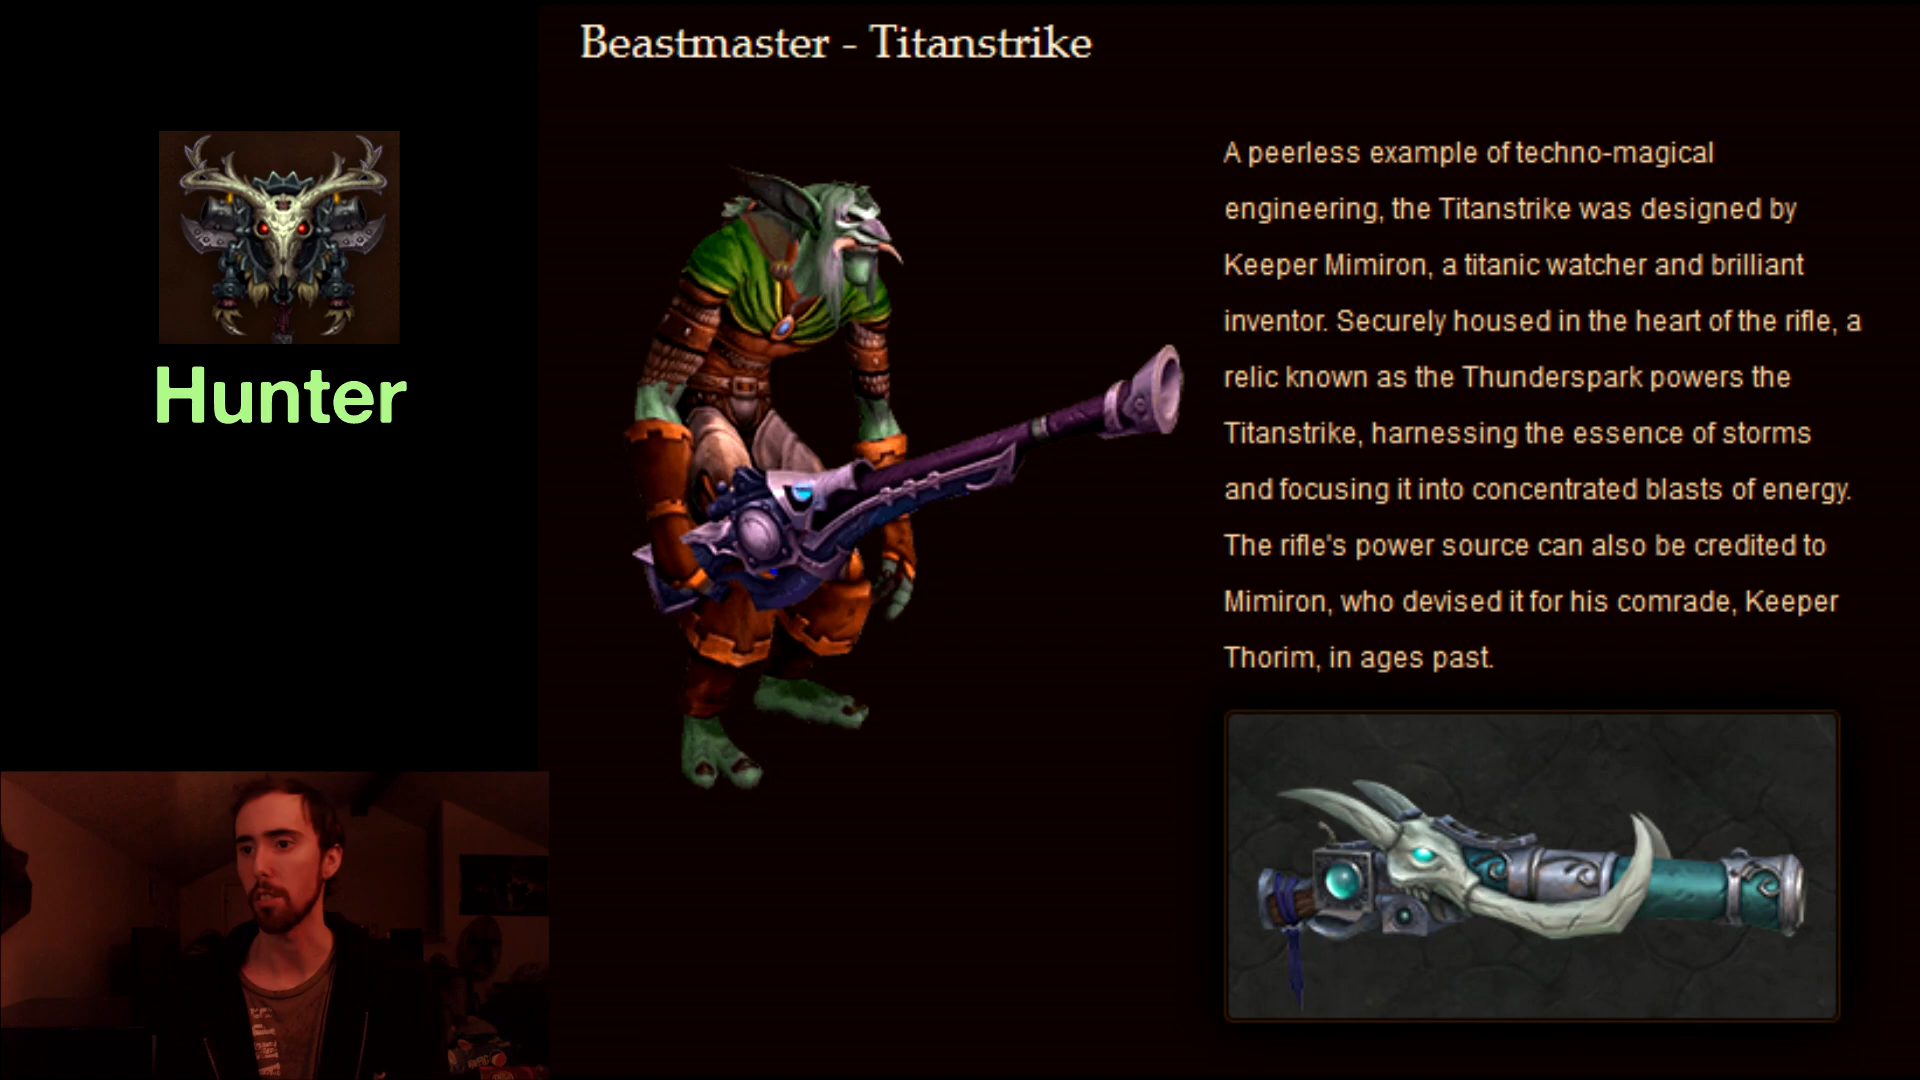 Beastmaster - Titanstrike
Hunter
A peerless example of techno-magical
engineering, the Titanstrike was designed by
Keeper Mimiron, a titanic watcher and brilliant
inventor. Securely housed in the heart of the rifle, a
relic known as the Thunderspark powers the
Titanstrike, harnessing the essence of storms
and focusing it into concentrated blasts of energy.
The rifle's power source can also be credited to
Mimiron, who devised it for his comrade, Keeper
Thorim, in ages past.